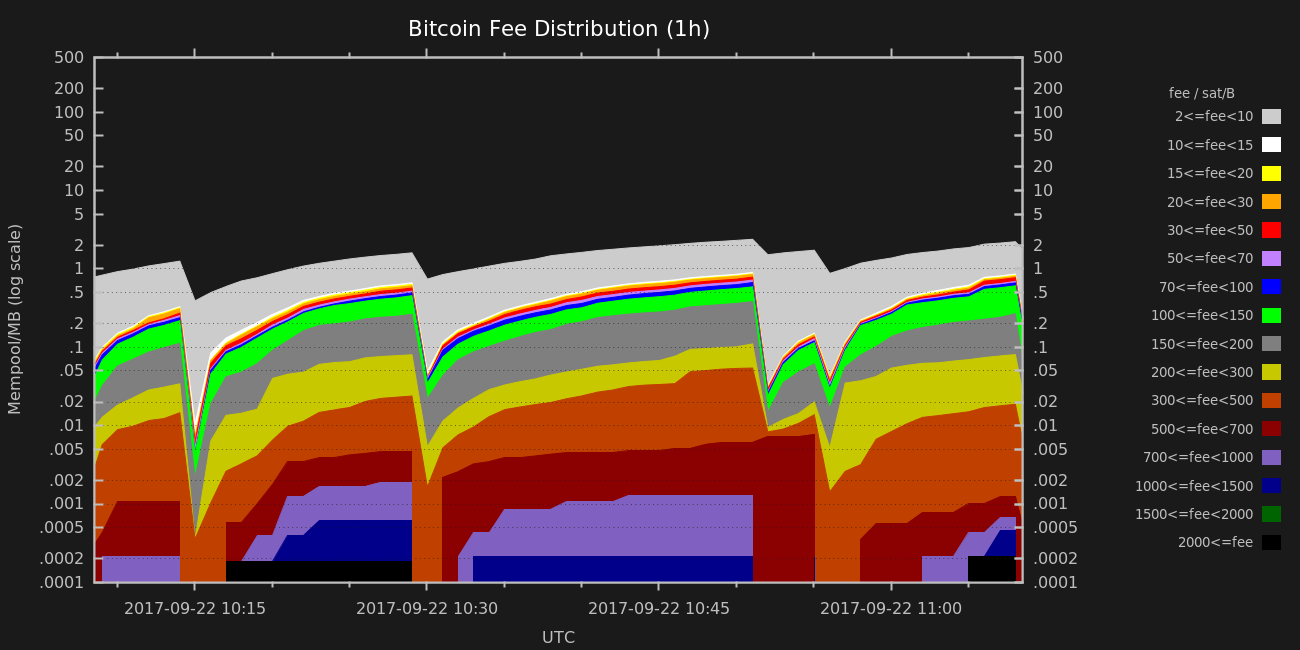 Bitcoin Fee Distribution (1h)
500
200
100
50
20
10
5
2
1
.5
.2
.1
.05
.02
.01
.005
.002
.001
.0005
.0002
.0001
Mempool/MB (log scale)
500
200
100
50
20
10
5
2
1
.5
.2
.1
.05
.02
.01
.005
.002
.001
.0005
.0002
.0001
2017-09-22 10:15
2017-09-22 10:30
2017-09-22 10:45
2017-09-22 11:00
UTC
fee / sat/B
2<=fee<10
10<=fee<15
15<=fee<20
20<=fee<30
30<=fee<50
50<=fee<70
70<=fee<100
100<=fee<150
150<=fee<200
200<=fee<300
300<=fee<500
500<=fee<700
700<=fee<1000
1000<=fee<1500
1500<=fee<2000
2000<=fee